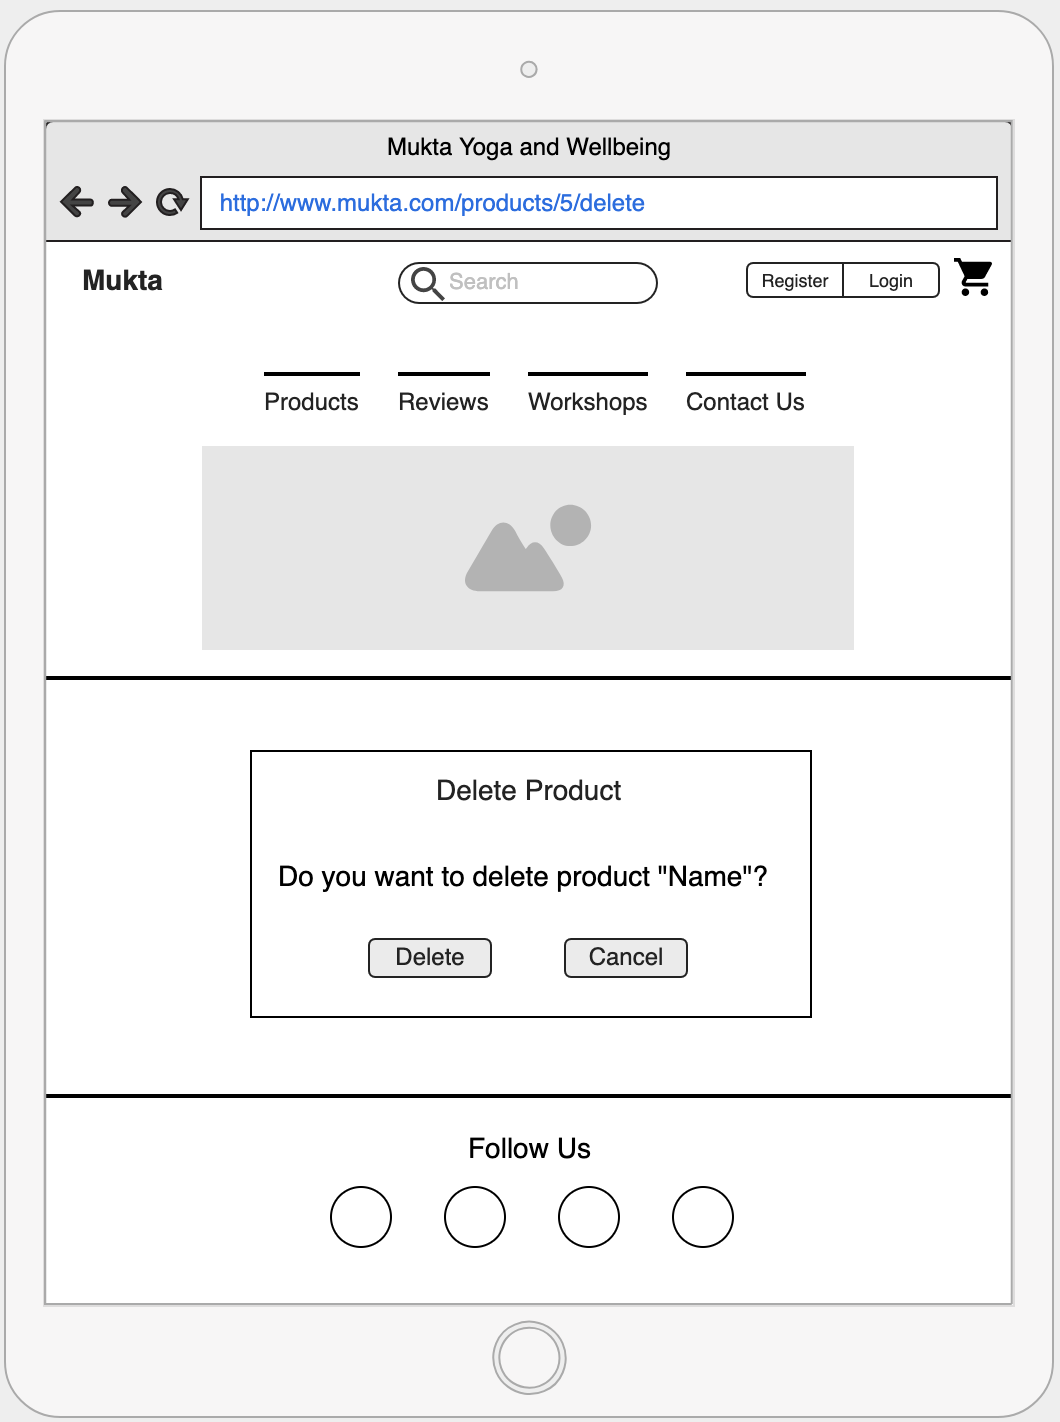 Mukta Yoga and Wellbeing
http://www.mukta.com/products/5/delete
Mukta
Search
Register
Login
Products
Reviews
Workshops
Contact Us
Delete Product
Do you want to delete product "Name"?
Delete
Cancel
Follow Us